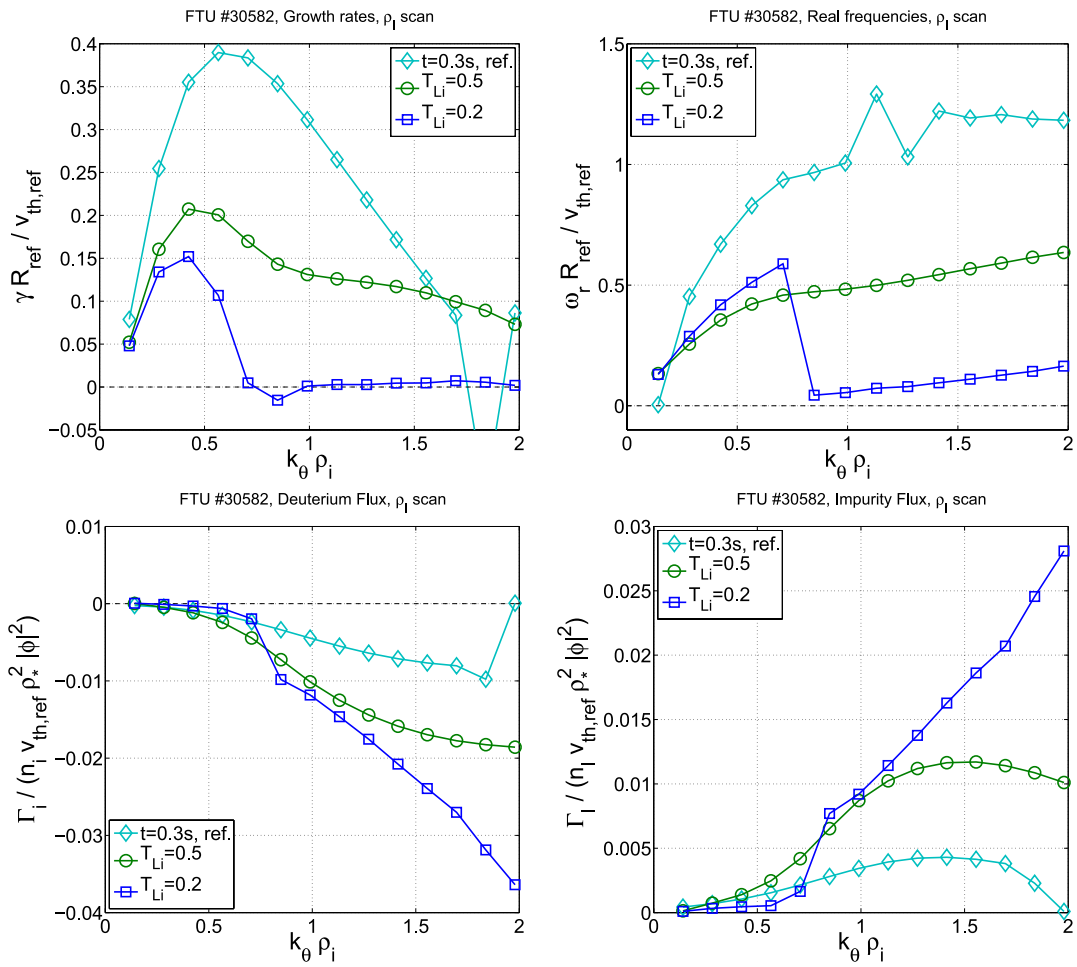 FTU #30582, Growth rates, ρ_I scan
0.4
0.35
0.3
0.25
0.2
0.15
0.1
0.05
0
−0.05
γ R_ref / v_th,ref
t=0.3s, ref.
T_Li=0.5
T_Li=0.2
0 0.5 1 1.5 2
k_θ ρ_i
FTU #30582, Real frequencies, ρ_I scan
1.5
1
0.5
0
ω_r R_ref / v_th,ref
t=0.3s, ref.
T_Li=0.5
T_Li=0.2
0 0.5 1 1.5 2
k_θ ρ_i
FTU #30582, Deuterium Flux, ρ_I scan
0.01
0
−0.01
−0.02
−0.03
−0.04
Γ_i / (n_i v_th,ref ρ_*^2 |ϕ|^2)
t=0.3s, ref.
T_Li=0.5
T_Li=0.2
0 0.5 1 1.5 2
k_θ ρ_i
FTU #30582, Impurity Flux, ρ_I scan
0.03
0.025
0.02
0.015
0.01
0.005
0
Γ_I / (n_I v_th,ref ρ_*^2 |ϕ|^2)
t=0.3s, ref.
T_Li=0.5
T_Li=0.2
0 0.5 1 1.5 2
k_θ ρ_i